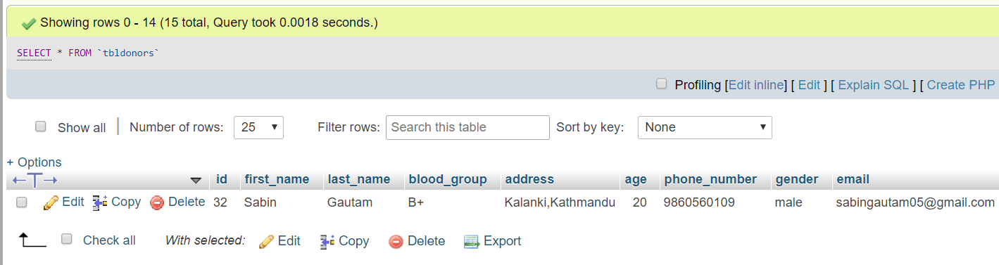 Showing rows 0 - 14 (15 total, Query took 0.0018 seconds.)
SELECT * FROM `tbldonors`
Profiling [Edit inline] [ Edit ] [ Explain SQL ] [ Create PHP
Show all | Number of rows: 25 Filter rows: Search this table Sort by key: None
+ Options
id first_name last_name blood_group address age phone_number gender email
Edit Copy Delete 32 Sabin Gautam B+ Kalanki,Kathmandu 20 9860560109 male sabingautam05@gmail.com
Check all With selected: Edit Copy Delete Export